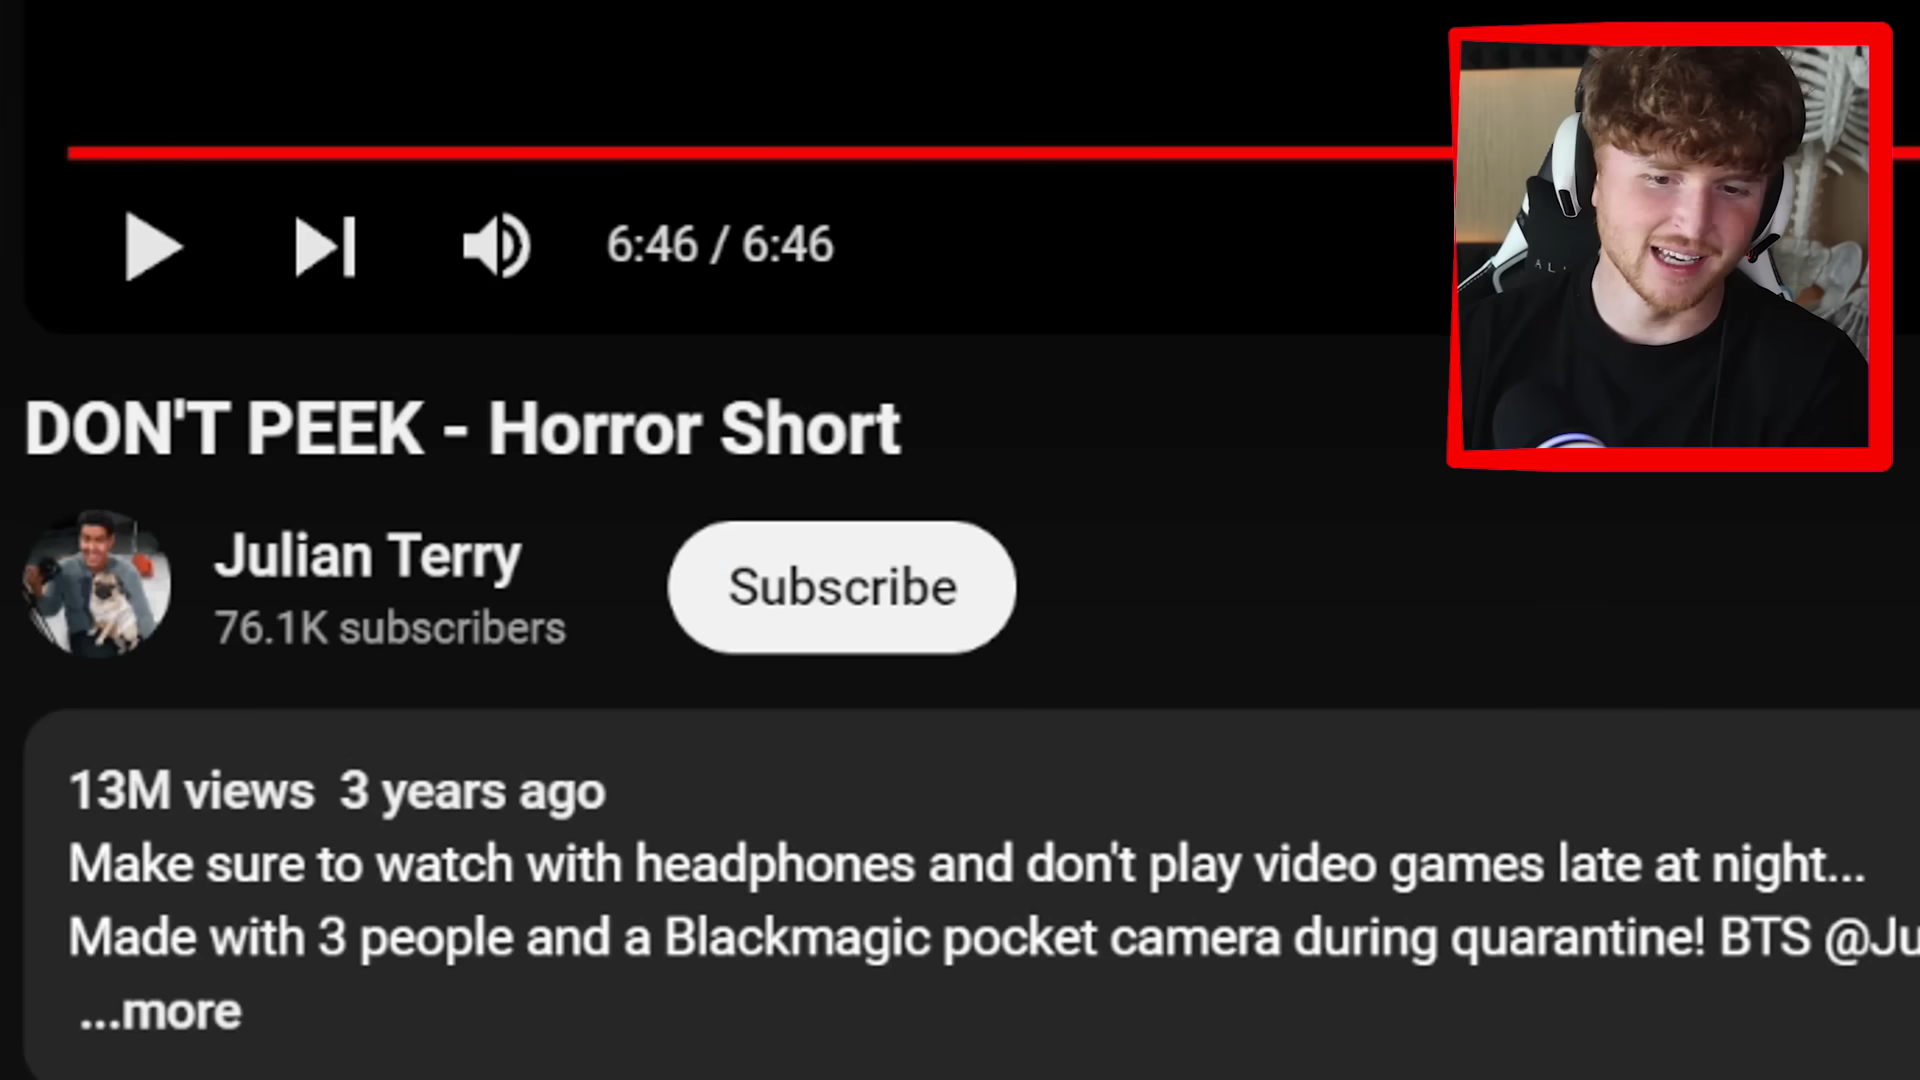 6:46 / 6:46
DON'T PEEK - Horror Short
Julian Terry
Subscribe
76.1K subscribers
13M views 3 years ago
Make sure to watch with headphones and don't play video games late at night...
Made with 3 people and a Blackmagic pocket camera during quarantine! BTS @Ju
...more